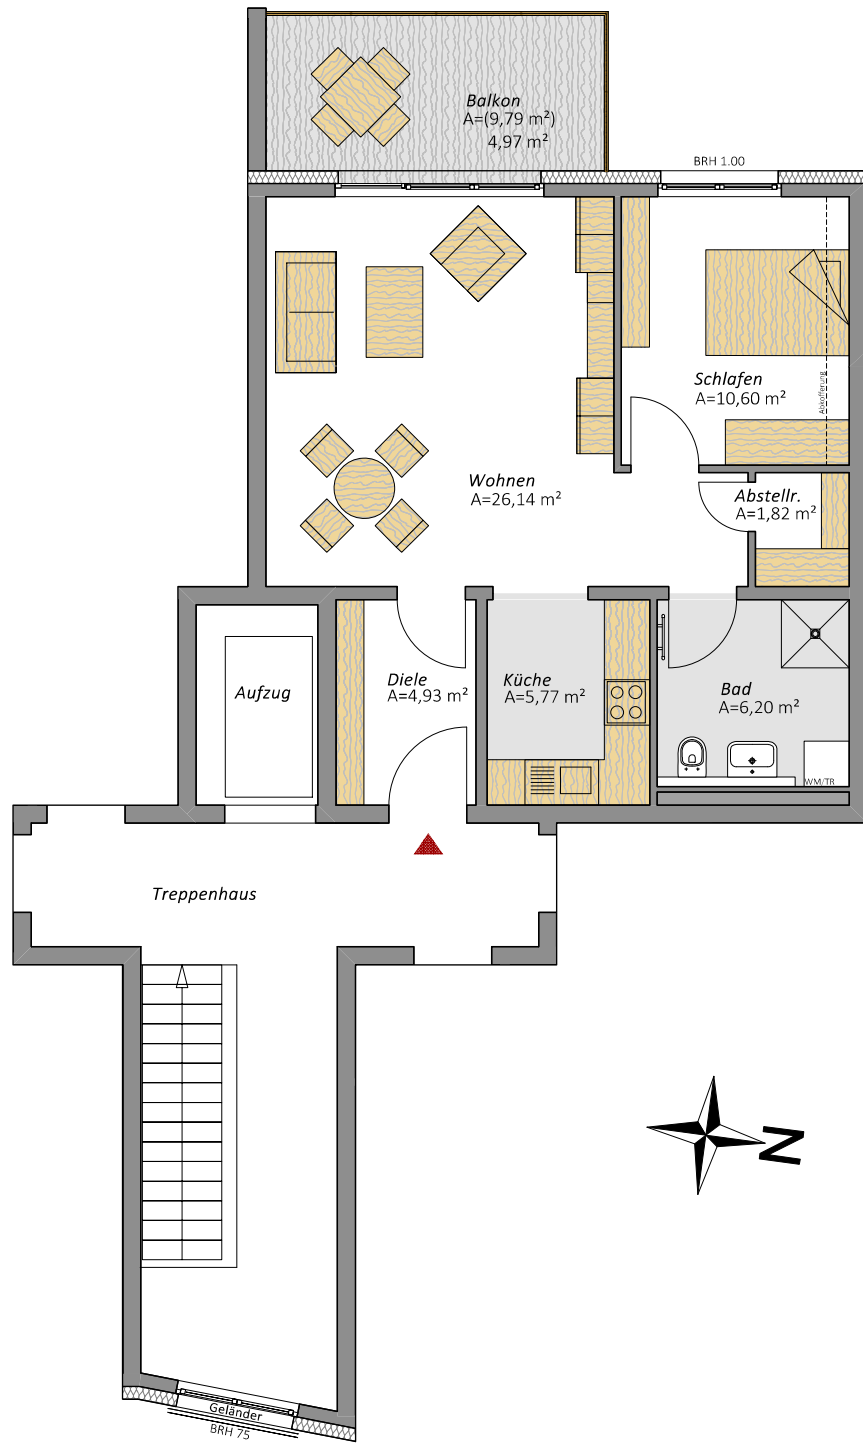 Balkon
A=(9,79 m²)
4,97 m²
BRH 1.00
Schlafen
A=10,60 m²
Abkofferung
Wohnen
A=26,14 m²
Abstellr.
A=1,82 m²
Aufzug
Diele
A=4,93 m²
Küche
A=5,77 m²
Bad
A=6,20 m²
WM/TR
Treppenhaus
N
Geländer
BRH 75